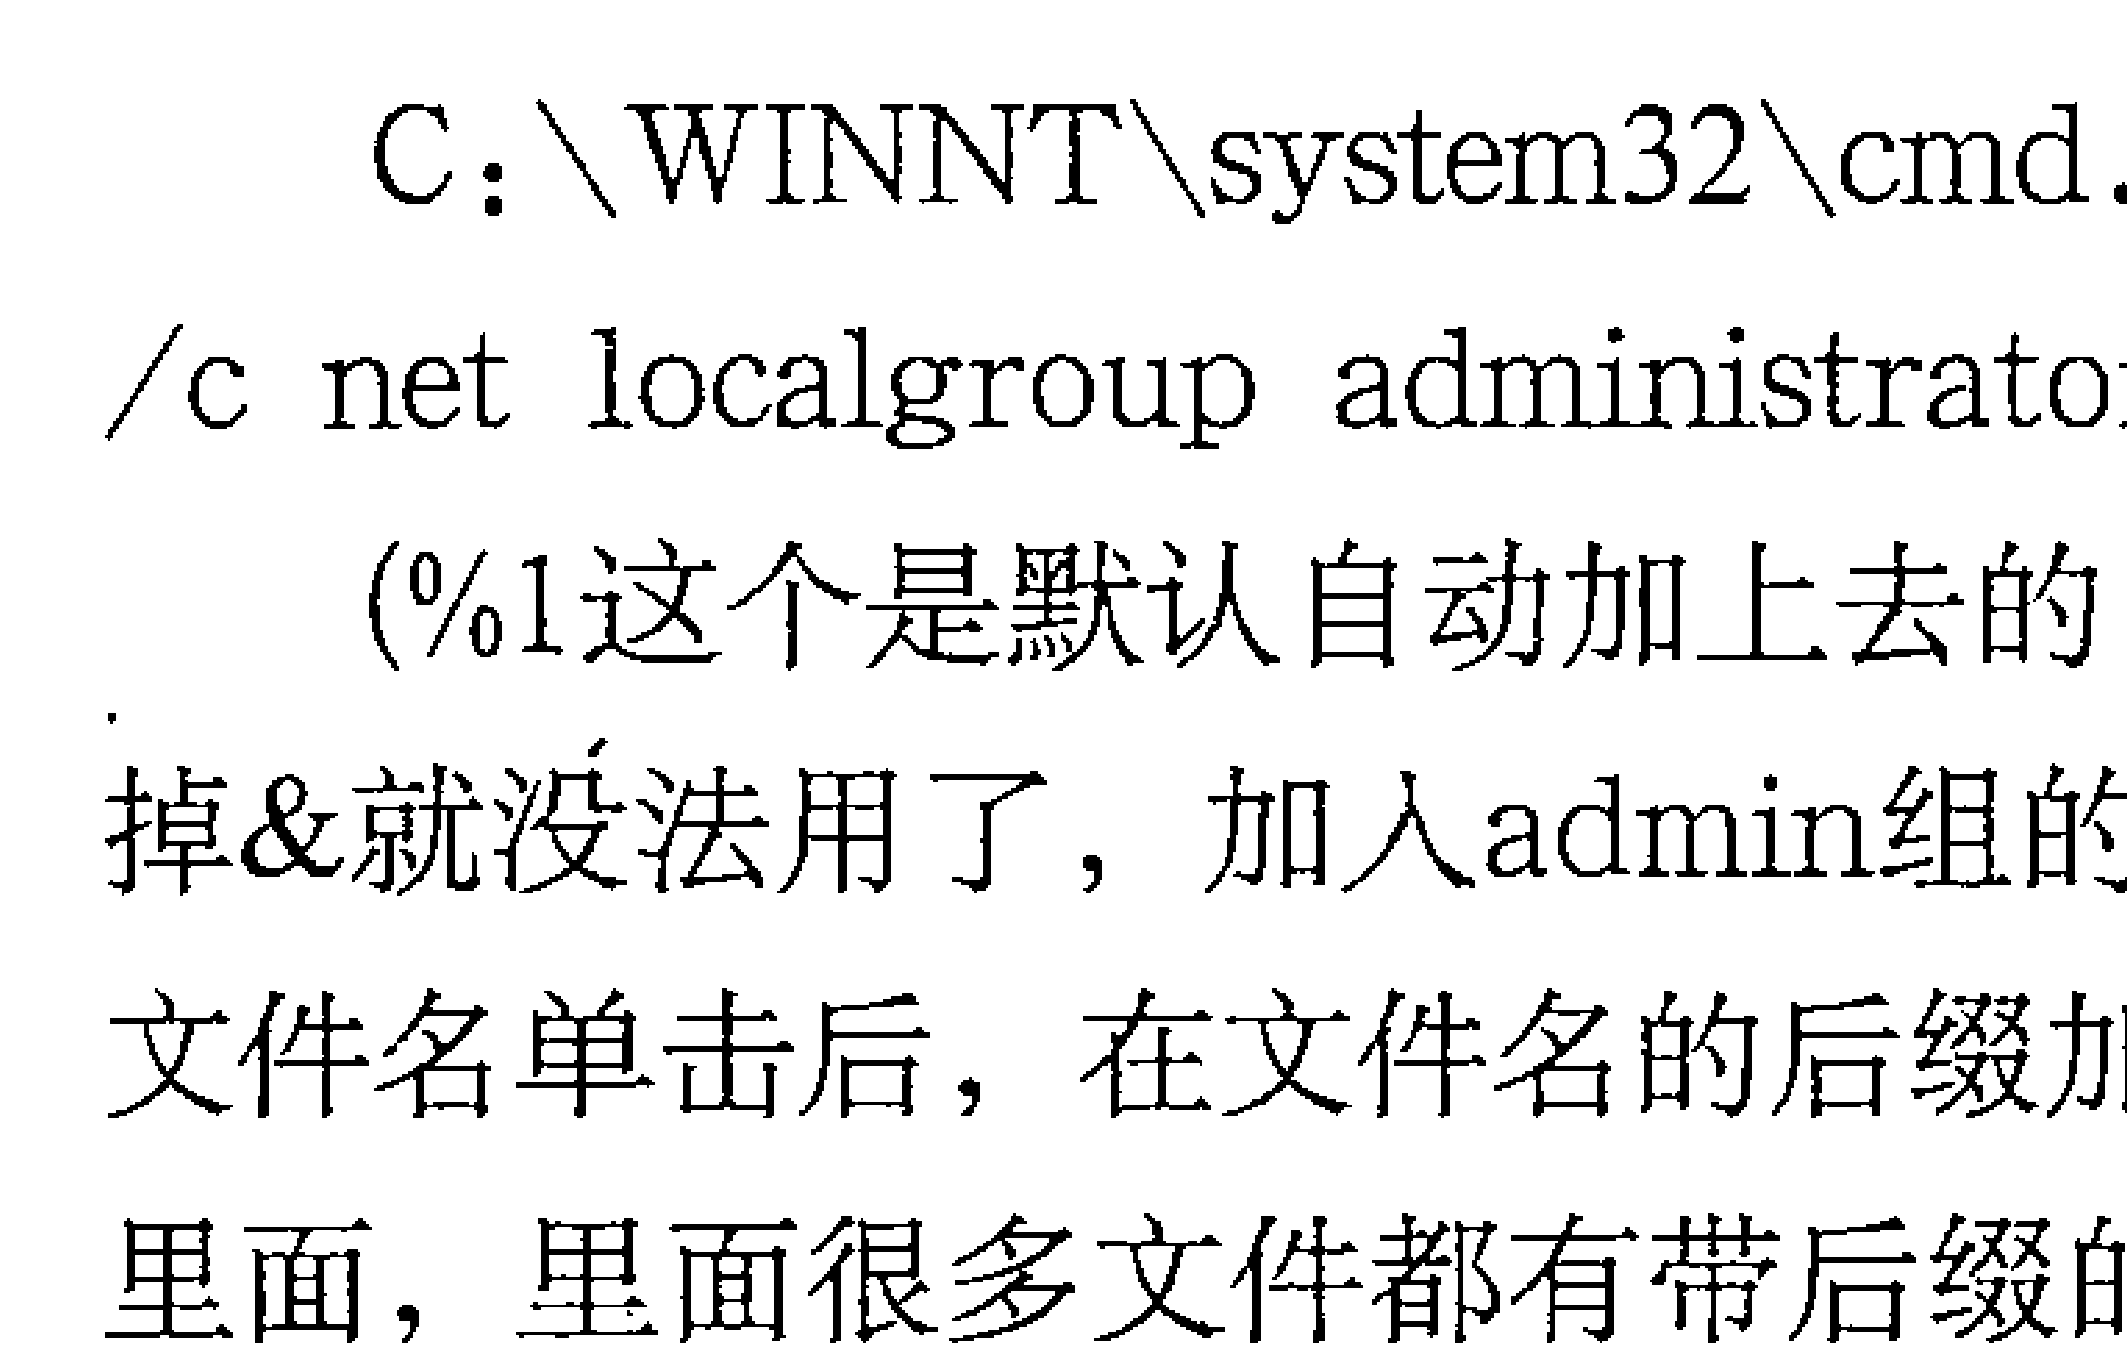 C:\WINNT\system32\cmd.
/c net localgroup administrato
(%1这个是默认自动加上去的
掉&就没法用了，加入admin组的
文件名单击后，在文件名的后缀加
里面，里面很多文件都有带后缀的